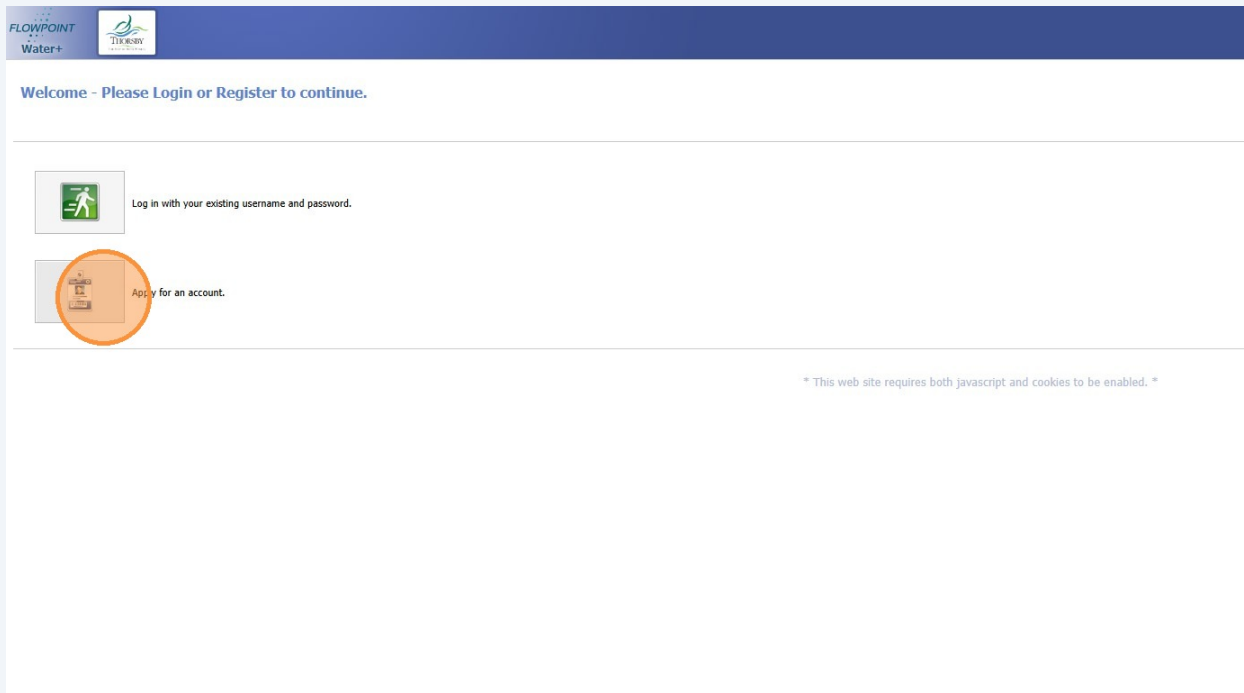 FLOWPOINT
Water+
THORSBY
Welcome - Please Login or Register to continue.
Log in with your existing username and password.
Apply for an account.
* This web site requires both javascript and cookies to be enabled. *